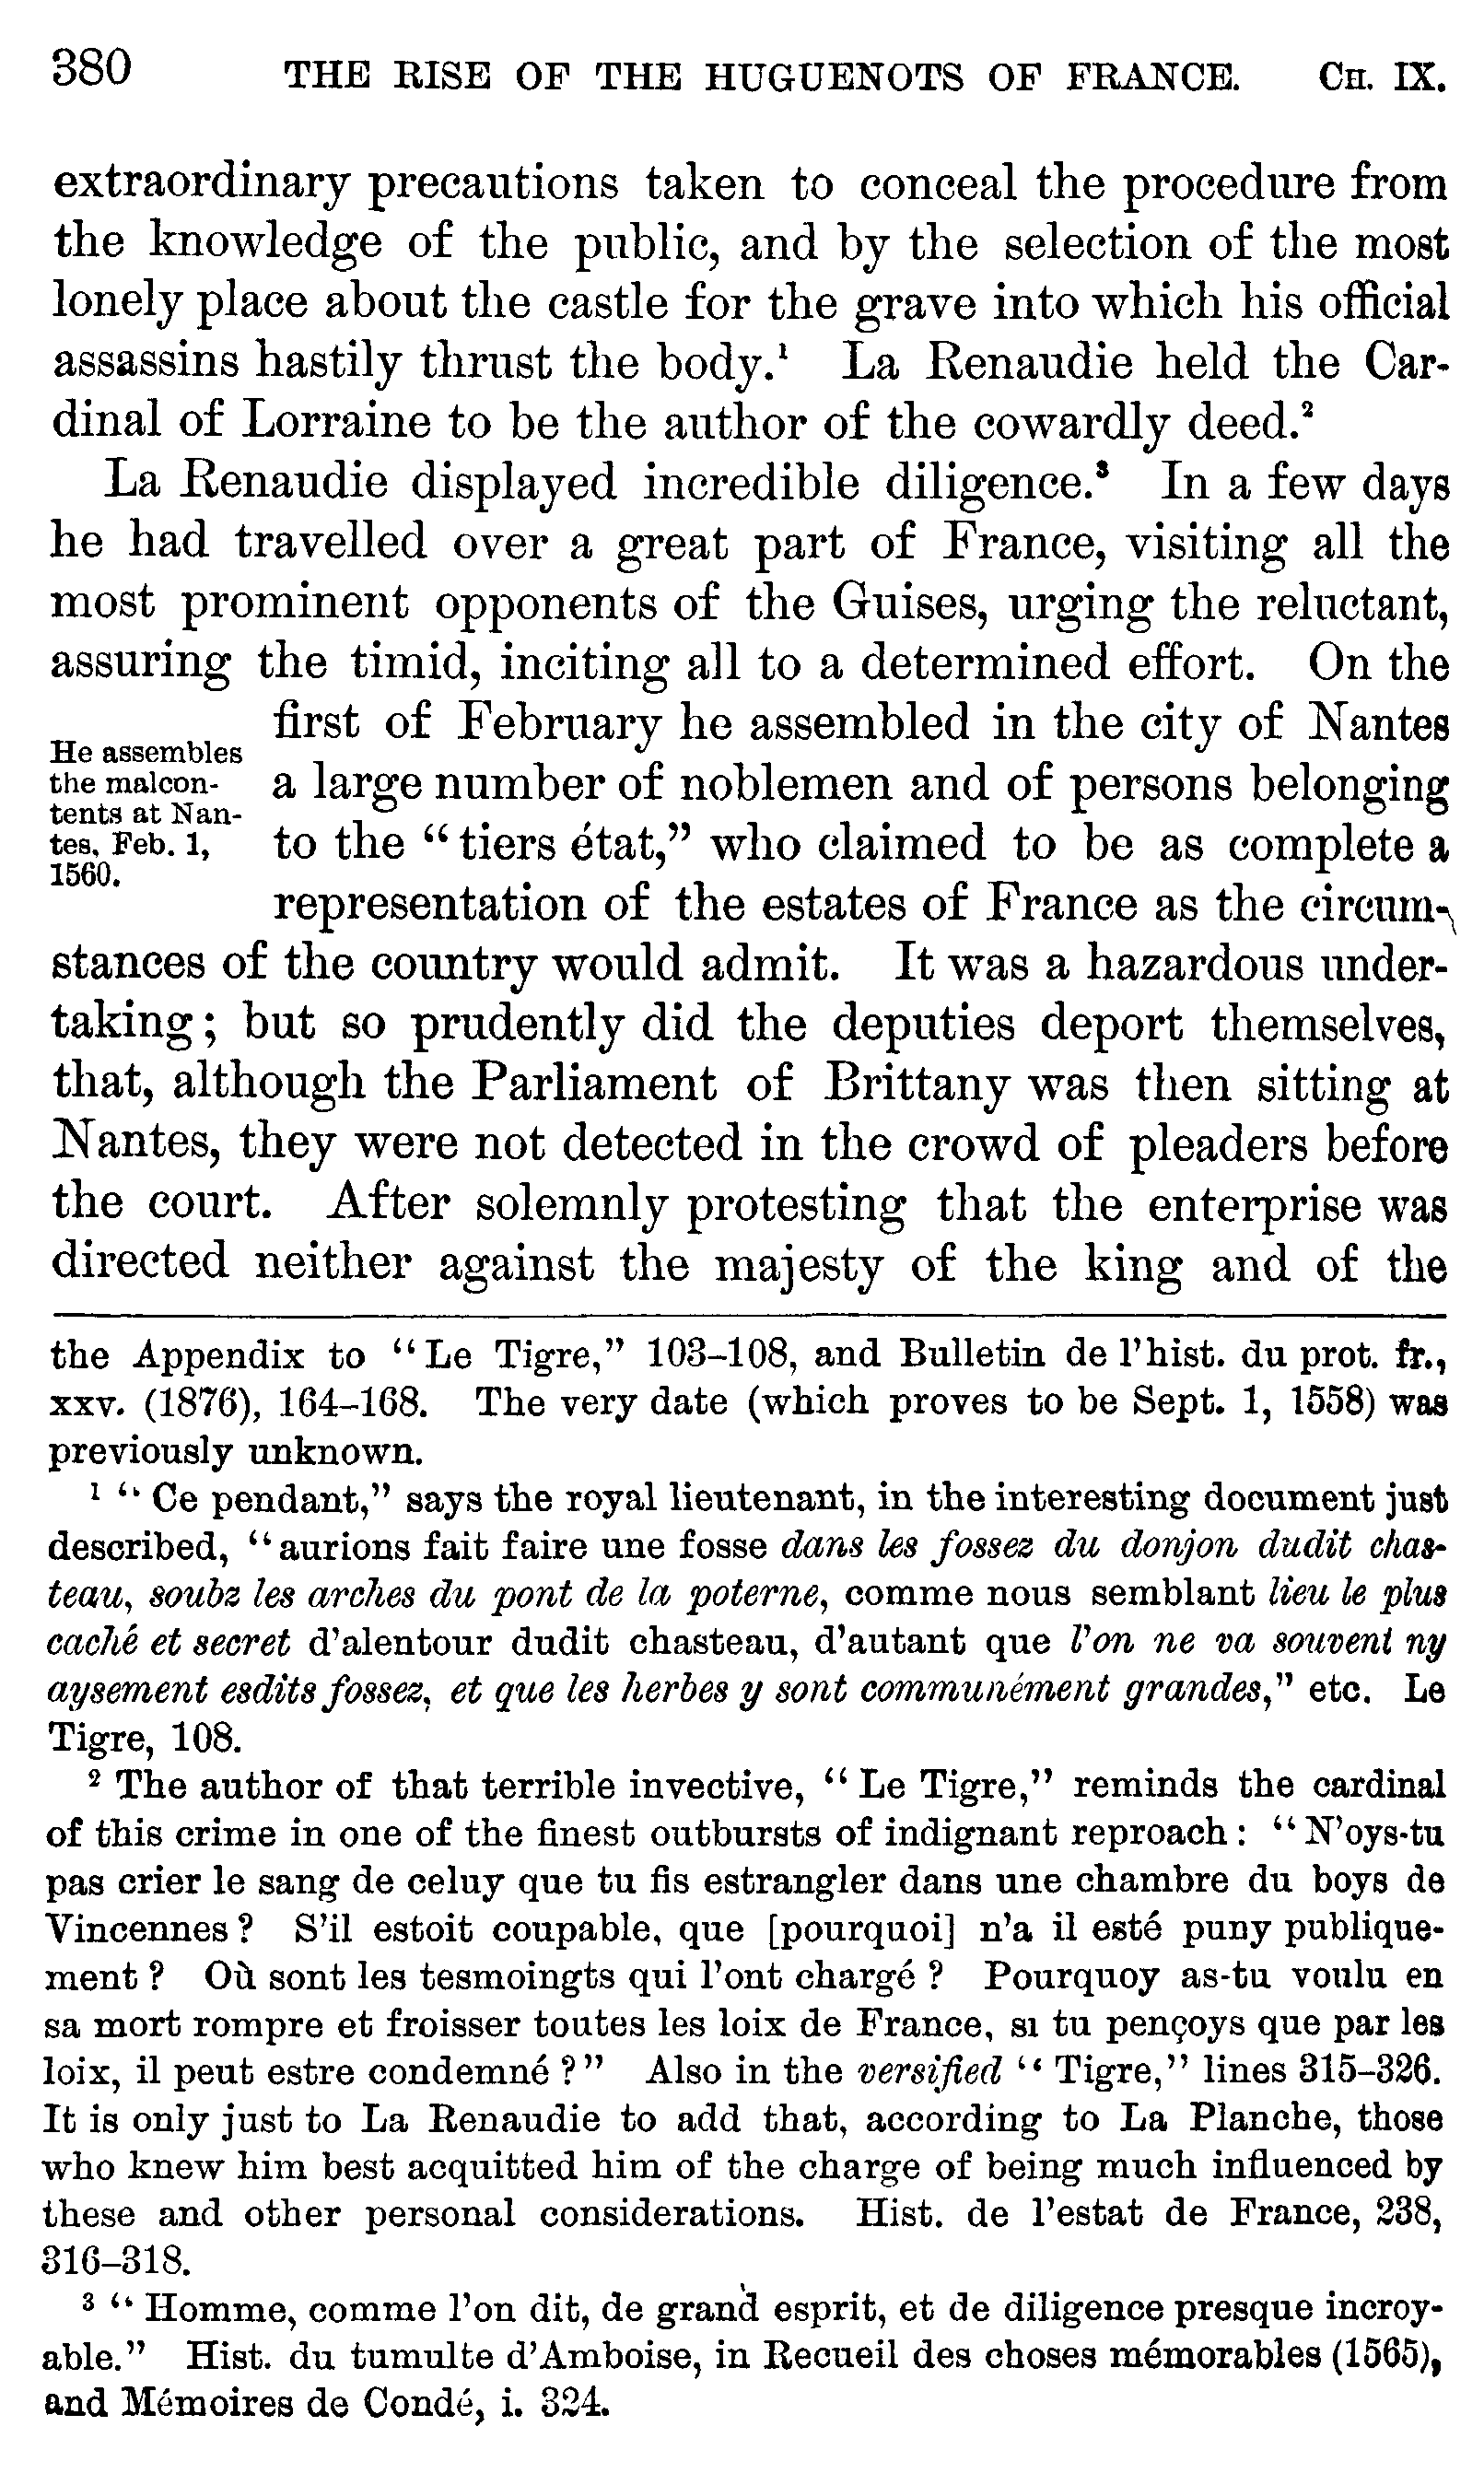 380 THE RISE OF THE HUGUENOTS OF FRANCE. CH. IX.
extraordinary precautions taken to conceal the procedure from
the knowledge of the public, and by the selection of the most
lonely place about the castle for the grave into which his official
assassins hastily thrust the body.¹ La Renaudie held the Car-
dinal of Lorraine to be the author of the cowardly deed.²
La Renaudie displayed incredible diligence.³ In a few days
he had travelled over a great part of France, visiting all the
most prominent opponents of the Guises, urging the reluctant,
assuring the timid, inciting all to a determined effort. On the
He assembles
the malcon-
tents at Nan-
tes, Feb. 1,
1560.
first of February he assembled in the city of Nantes
a large number of noblemen and of persons belonging
to the “tiers état,” who claimed to be as complete a
representation of the estates of France as the circum-
stances of the country would admit. It was a hazardous under-
taking; but so prudently did the deputies deport themselves,
that, although the Parliament of Brittany was then sitting at
Nantes, they were not detected in the crowd of pleaders before
the court. After solemnly protesting that the enterprise was
directed neither against the majesty of the king and of the
the Appendix to “Le Tigre,” 103–108, and Bulletin de l’hist. du prot. fr.,
xxv. (1876), 164–168. The very date (which proves to be Sept. 1, 1558) was
previously unknown.
¹ “Ce pendant,” says the royal lieutenant, in the interesting document just
described, “aurions fait faire une fosse dans les fossez du donjon dudit chas-
teau, soubz les arches du pont de la poterne, comme nous semblant lieu le plus
caché et secret d’alentour dudit chasteau, d’autant que l’on ne va souvent ny
aysement esdits fossez, et que les herbes y sont communément grandes,” etc. Le
Tigre, 108.
² The author of that terrible invective, “Le Tigre,” reminds the cardinal
of this crime in one of the finest outbursts of indignant reproach: “N’oys-tu
pas crier le sang de celuy que tu fis estrangler dans une chambre du boys de
Vincennes? S’il estoit coupable, que [pourquoi] n’a il esté puny publique-
ment? Où sont les tesmoingts qui l’ont chargé? Pourquoy as-tu voulu en
sa mort rompre et froisser toutes les loix de France, si tu pençoys que par les
loix, il peut estre condemné?” Also in the versified “Tigre,” lines 315–326.
It is only just to La Renaudie to add that, according to La Planche, those
who knew him best acquitted him of the charge of being much influenced by
these and other personal considerations. Hist. de l’estat de France, 238,
316–318.
³ “Homme, comme l’on dit, de grand esprit, et de diligence presque incroy-
able.” Hist. du tumulte d’Amboise, in Recueil des choses mémorables (1565),
and Mémoires de Condé, i. 324.